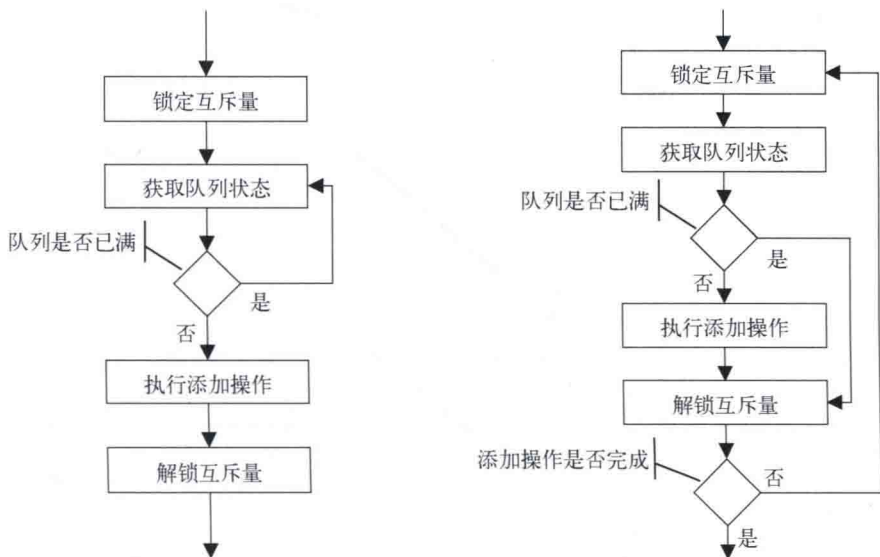 锁定互斥量
获取队列状态
队列是否已满
是
否
执行添加操作
解锁互斥量
锁定互斥量
获取队列状态
队列是否已满
是
否
执行添加操作
解锁互斥量
添加操作是否完成
否
是